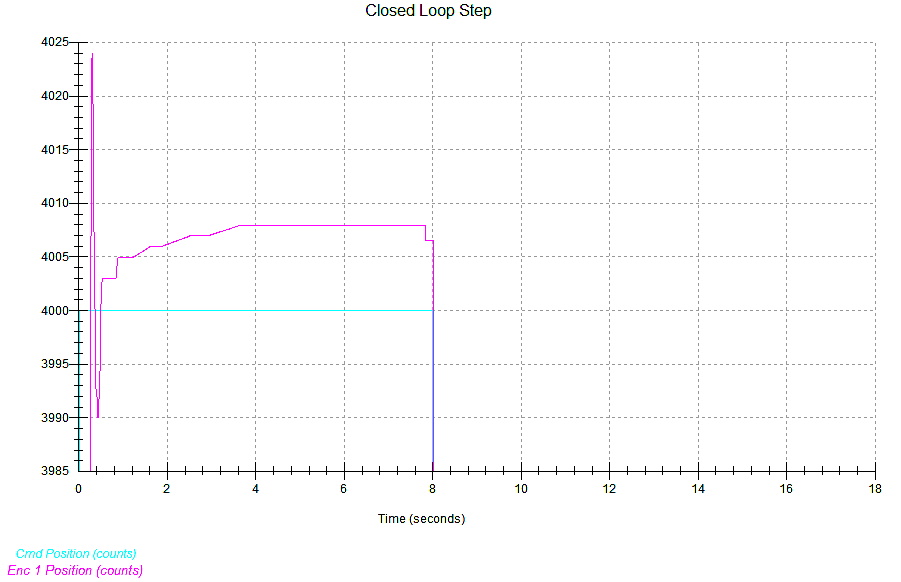 Closed Loop Step
4025
4020
4015
4010
4005
4000
3995
3990
3985
0 2 4 6 8 10 12 14 16 18
Time (seconds)
Cmd Position (counts)
Enc 1 Position (counts)